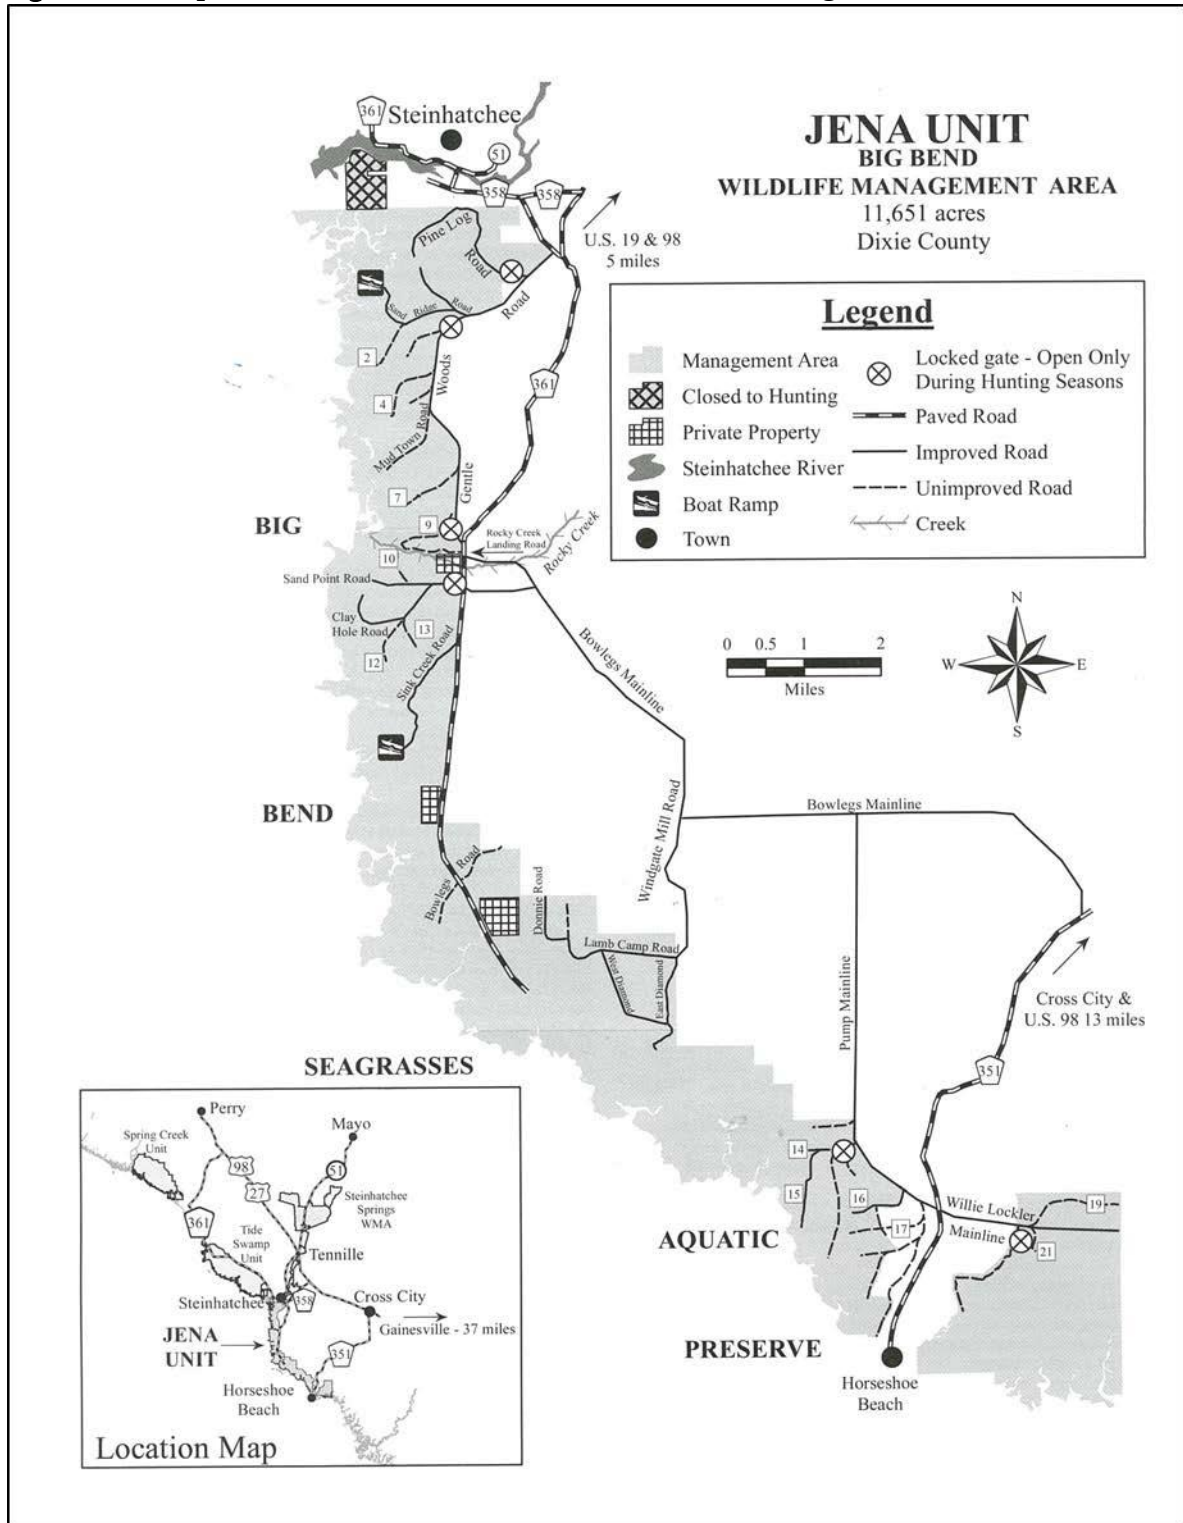 361
Steinhatchee
51
358
358
U.S. 19 & 98
5 miles
JENA UNIT
BIG BEND
WILDLIFE MANAGEMENT AREA
11,651 acres
Dixie County
Legend
Management Area
Closed to Hunting
Private Property
Steinhatchee River
Boat Ramp
Town
Locked gate - Open Only
During Hunting Seasons
Paved Road
Improved Road
Unimproved Road
Creek
Pine Log
Road
Road
Sand Ridge Road
2
4
Woods
361
Mud Town Road
7
Gentle
9
BIG
Rocky Creek
Landing Road
Rocky Creek
10
Sand Point Road
Clay
Hole Road
13
12
Sink Creek Road
Bowlegs Mainline
0 0.5 1 2
Miles
N
W
E
S
BEND
Bowlegs Road
Donnie Road
Windgate Mill Road
Bowlegs Mainline
Lamb Camp Road
West Diamond
East Diamond
Pump Mainline
Cross City &
U.S. 98 13 miles
351
SEAGRASSES
14
15
16
17
Willie Lockler
Mainline
19
21
AQUATIC
PRESERVE
Horseshoe
Beach
Perry
Mayo
Spring Creek
Unit
98
27
51
Steinhatchee
Springs
WMA
361
Tide
Swamp
Unit
Tennille
Steinhatchee
358
Cross City
Gainesville - 37 miles
JENA
UNIT
351
Horseshoe
Beach
Location Map